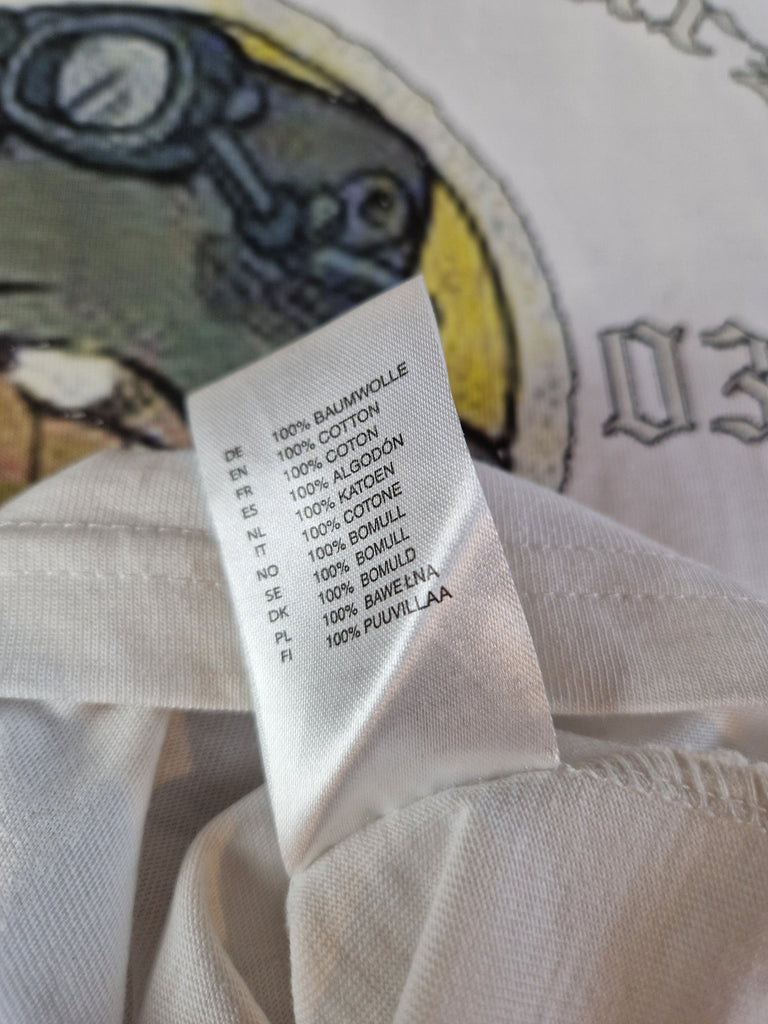 03
DE 100% BAUMWOLLE
EN 100% COTTON
FR 100% COTON
ES 100% ALGODÓN
NL 100% KATOEN
IT 100% COTONE
NO 100% BOMULL
SE 100% BOMULL
DK 100% BOMULD
PL 100% BAWEŁNA
FI 100% PUUVILLAA